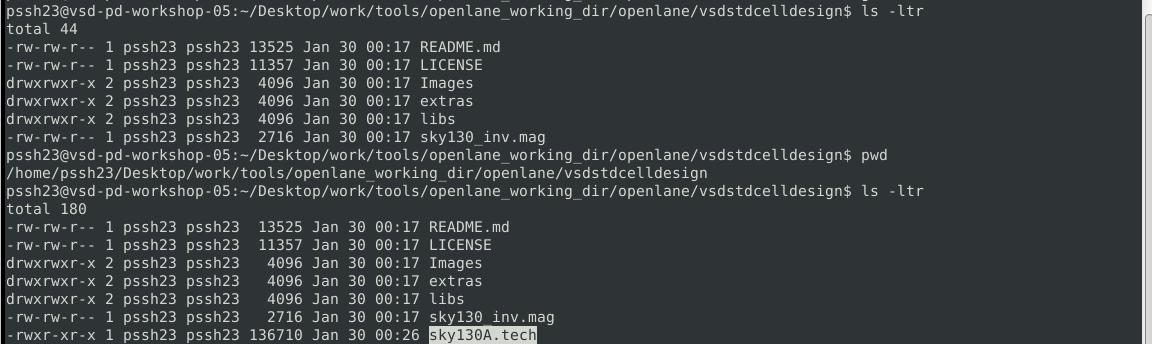 pssh23@vsd-pd-workshop-05:~/Desktop/work/tools/openlane_working_dir/openlane/vsdstdcelldesign$ ls -ltr
total 44
-rw-rw-r-- 1 pssh23 pssh23 13525 Jan 30 00:17 README.md
-rw-rw-r-- 1 pssh23 pssh23 11357 Jan 30 00:17 LICENSE
drwxrwxr-x 2 pssh23 pssh23  4096 Jan 30 00:17 Images
drwxrwxr-x 2 pssh23 pssh23  4096 Jan 30 00:17 extras
drwxrwxr-x 2 pssh23 pssh23  4096 Jan 30 00:17 libs
-rw-rw-r-- 1 pssh23 pssh23  2716 Jan 30 00:17 sky130_inv.mag
pssh23@vsd-pd-workshop-05:~/Desktop/work/tools/openlane_working_dir/openlane/vsdstdcelldesign$ pwd
/home/pssh23/Desktop/work/tools/openlane_working_dir/openlane/vsdstdcelldesign
pssh23@vsd-pd-workshop-05:~/Desktop/work/tools/openlane_working_dir/openlane/vsdstdcelldesign$ ls -ltr
total 180
-rw-rw-r-- 1 pssh23 pssh23  13525 Jan 30 00:17 README.md
-rw-rw-r-- 1 pssh23 pssh23  11357 Jan 30 00:17 LICENSE
drwxrwxr-x 2 pssh23 pssh23   4096 Jan 30 00:17 Images
drwxrwxr-x 2 pssh23 pssh23   4096 Jan 30 00:17 extras
drwxrwxr-x 2 pssh23 pssh23   4096 Jan 30 00:17 libs
-rw-rw-r-- 1 pssh23 pssh23   2716 Jan 30 00:17 sky130_inv.mag
-rwxr-xr-x 1 pssh23 pssh23 136710 Jan 30 00:26 sky130A.tech